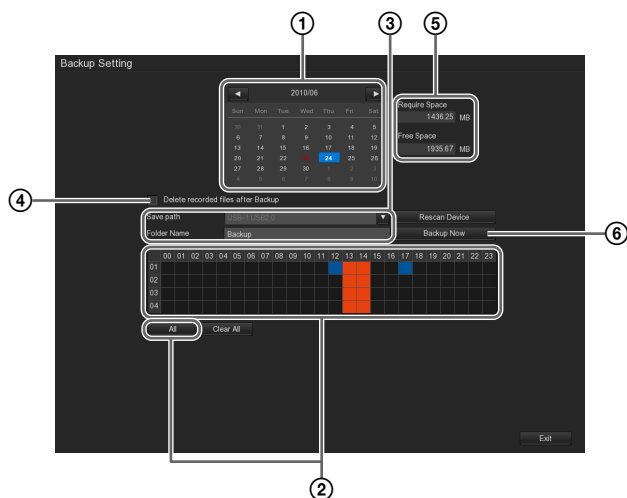 ① ③ ⑤
Backup Setting
◄ 2010/06 ►
Sun. Mon. Tue. Wed. Thu. Fri. Sat.
30 31 1 2 3 4 5
6 7 8 9 10 11 12
13 14 15 16 17 18 19
20 21 22 23 24 25 26
27 28 29 30 1 2 3
4 5 6 7 8 9 10
Require Space
1436.25 MB
Free Space
1935.67 MB
④ Delete recorded files after Backup
Save path USB 1:USB2.0 ▼ Rescan Device
Folder Name Backup Backup Now ⑥
00 01 02 03 04 05 06 07 08 09 10 11 12 13 14 15 16 17 18 19 20 21 22 23
01
02
03
04
All Clear All
Exit
②